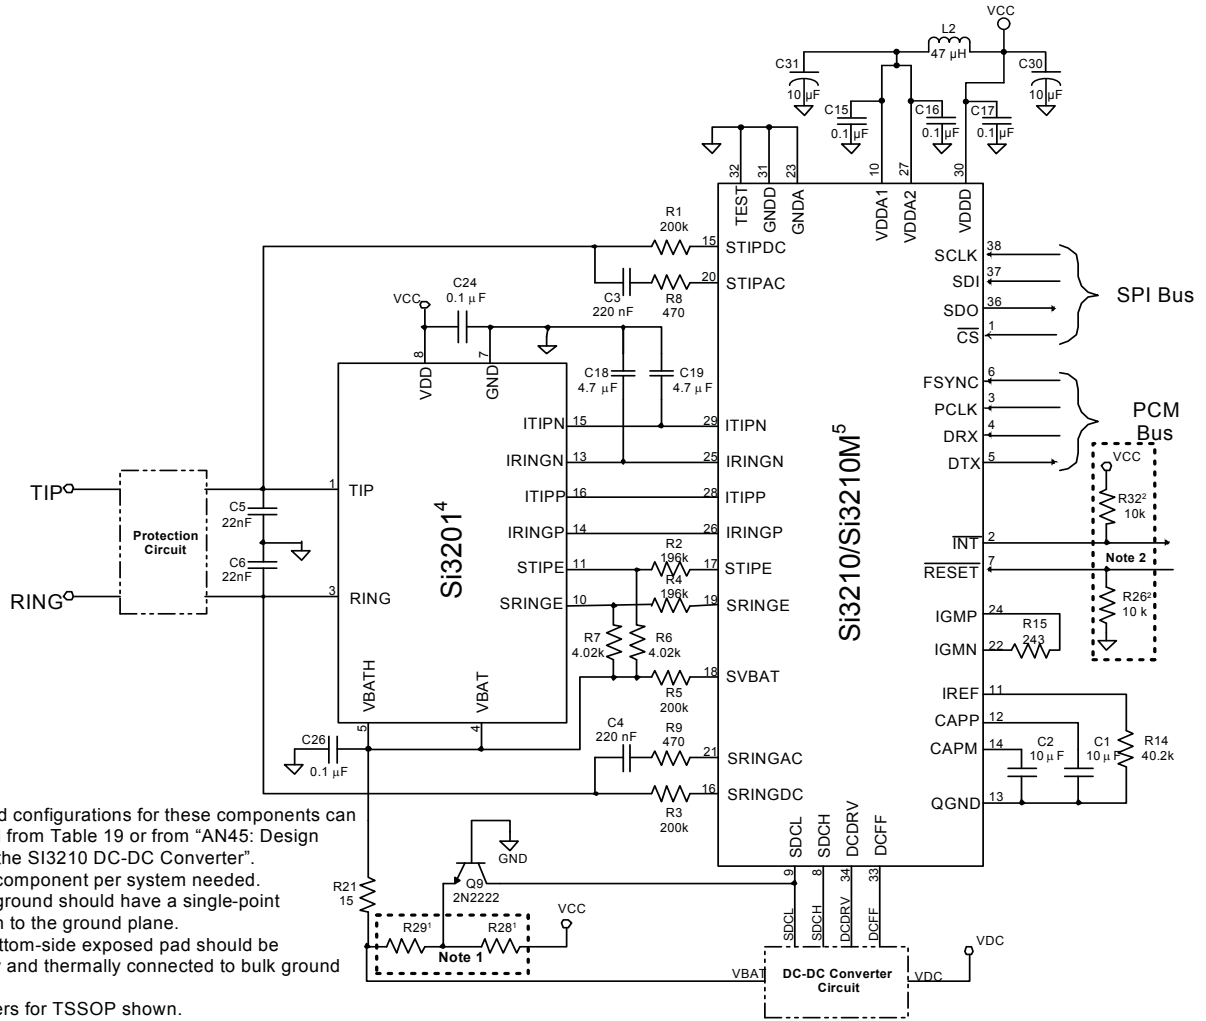 VCC
L2
47 µH
C31
10 µF
C30
10 µF
C15
0.1 µF
C16
0.1 µF
C17
0.1 µF
32
31
23
10
27
30
TEST
GNDD
GNDA
VDDA1
VDDA2
VDDD
R1
200k
15
STIPDC
C3
220 nF
R8
470
20
STIPAC
SCLK
38
SDI
37
SDO
36
CS
1
SPI Bus
FSYNC
6
PCLK
3
DRX
4
DTX
5
PCM
Bus
VCC
C24
0.1 µF
8
7
VDD
GND
C18
4.7 µF
C19
4.7 µF
ITIPN
15
29
ITIPN
IRINGN
13
25
IRINGN
ITIPP
16
28
ITIPP
IRINGP
14
26
IRINGP
STIPE
11
R2
196k
17
STIPE
SRINGE
10
R4
196k
19
SRINGE
R7
4.02k
R6
4.02k
18
SVBAT
R5
200k
Si3201⁴
Si3210/Si3210M⁵
TIP
Protection
Circuit
RING
C5
22nF
C6
22nF
1
TIP
3
RING
VBATH
VBAT
5
4
VCC
R32²
10k
INT
2
Note 2
RESET
7
R26²
10 k
IGMP
24
R15
243
IGMN
22
IREF
11
CAPP
12
CAPM
14
C2
10 µF
C1
10 µF
R14
40.2k
QGND
13
C26
0.1 µF
C4
220 nF
R9
470
21
SRINGAC
16
SRINGDC
R3
200k
SDCL
SDCH
DCDRV
DCFF
9
8
34
33
SDCL
SDCH
DCDRV
DCFF
GND
Q9
2N2222
R21
15
R29¹
R28¹
Note 1
VCC
VBAT
DC-DC Converter
Circuit
VDC
VDC
d configurations for these components can
from Table 19 or from “AN45: Design
the SI3210 DC-DC Converter”.
component per system needed.
ground should have a single-point
n to the ground plane.
ttom-side exposed pad should be
and thermally connected to bulk ground
ers for TSSOP shown.